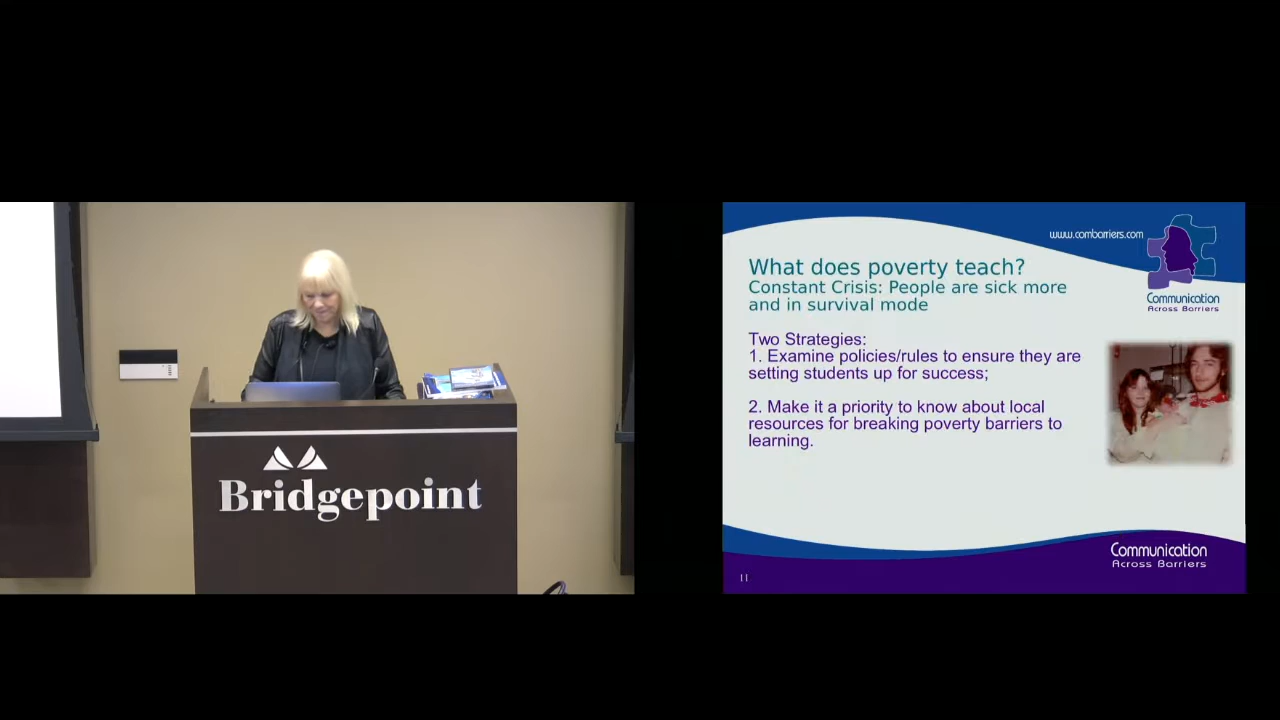 Bridgepoint
www.combarriers.com
Communication
Across Barriers
What does poverty teach?
Constant Crisis: People are sick more
and in survival mode
Two Strategies:
1. Examine policies/rules to ensure they are
setting students up for success;
2. Make it a priority to know about local
resources for breaking poverty barriers to
learning.
Communication
Across Barriers
11